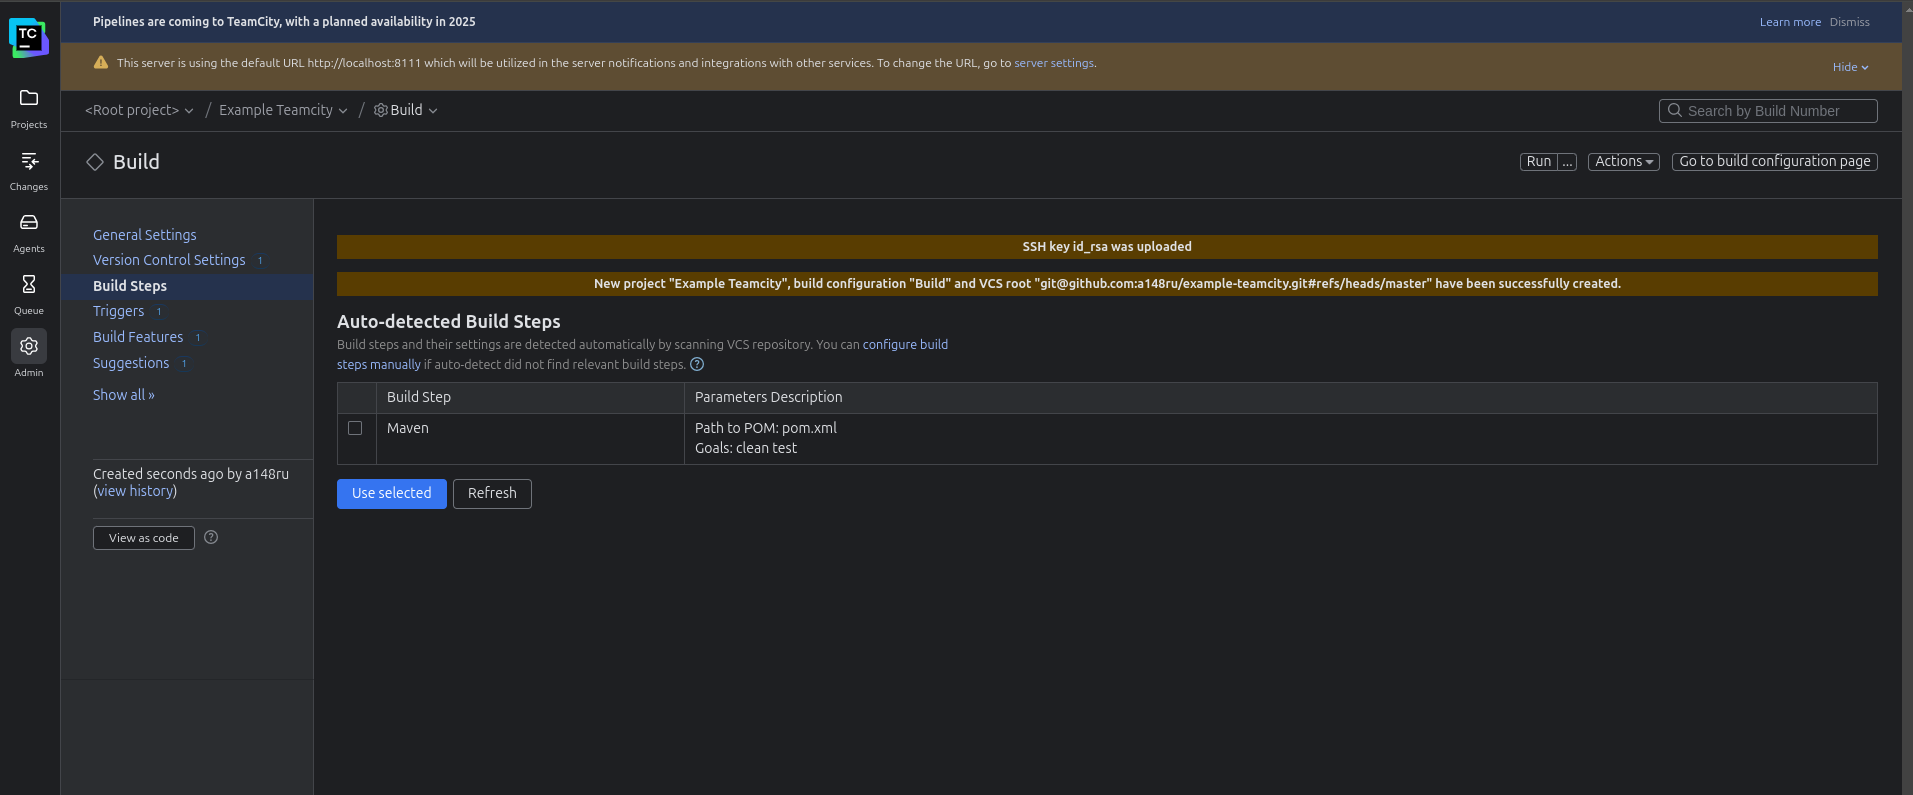 Pipelines are coming to TeamCity, with a planned availability in 2025
Learn more Dismiss
This server is using the default URL http://localhost:8111 which will be utilized in the server notifications and integrations with other services. To change the URL, go to server settings.
Hide
TC
Projects
Changes
Agents
Queue
Admin
<Root project> / Example Teamcity / Build
Search by Build Number
Build
Run ... Actions Go to build configuration page
General Settings
Version Control Settings 1
Build Steps
Triggers 1
Build Features 1
Suggestions 1
Show all »
Created seconds ago by a148ru
(view history)
View as code ?
SSH key id_rsa was uploaded
New project "Example Teamcity", build configuration "Build" and VCS root "git@github.com:a148ru/example-teamcity.git#refs/heads/master" have been successfully created.
Auto-detected Build Steps
Build steps and their settings are detected automatically by scanning VCS repository. You can configure build
steps manually if auto-detect did not find relevant build steps. ?
Build Step Parameters Description
Maven Path to POM: pom.xml
Goals: clean test
Use selected Refresh